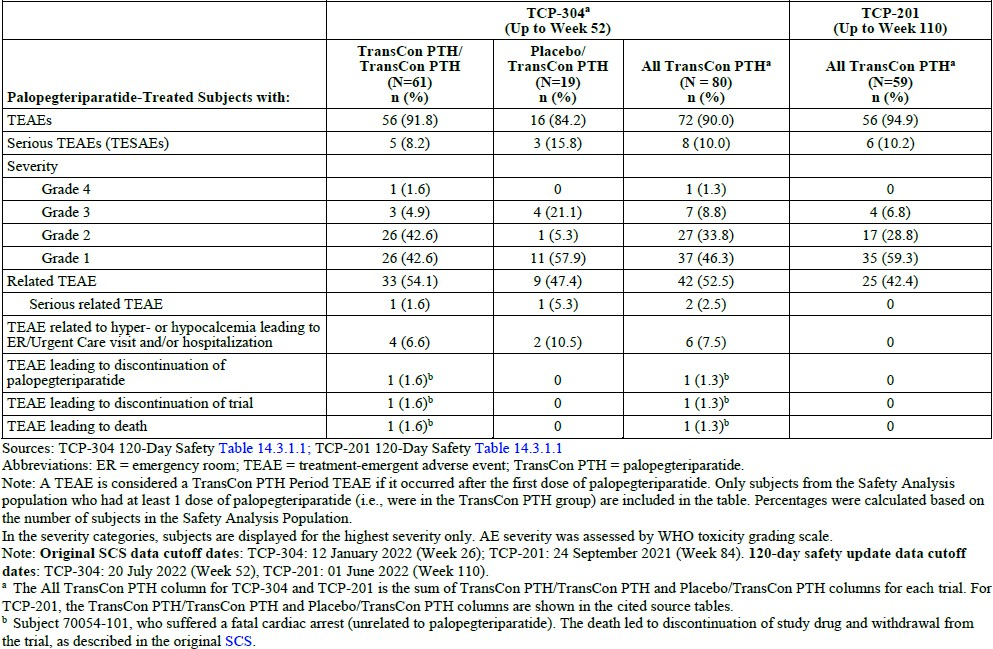 TCP-304a
(Up to Week 52)
TCP-201
(Up to Week 110)
Palopegteriparatide-Treated Subjects with:
TransCon PTH/
TransCon PTH
(N=61)
n (%)
Placebo/
TransCon PTH
(N=19)
n (%)
All TransCon PTHa
(N = 80)
n (%)
All TransCon PTHa
(N=59)
n (%)
TEAEs 56 (91.8) 16 (84.2) 72 (90.0) 56 (94.9)
Serious TEAEs (TESAEs) 5 (8.2) 3 (15.8) 8 (10.0) 6 (10.2)
Severity
Grade 4 1 (1.6) 0 1 (1.3) 0
Grade 3 3 (4.9) 4 (21.1) 7 (8.8) 4 (6.8)
Grade 2 26 (42.6) 1 (5.3) 27 (33.8) 17 (28.8)
Grade 1 26 (42.6) 11 (57.9) 37 (46.3) 35 (59.3)
Related TEAE 33 (54.1) 9 (47.4) 42 (52.5) 25 (42.4)
Serious related TEAE 1 (1.6) 1 (5.3) 2 (2.5) 0
TEAE related to hyper- or hypocalcemia leading to
ER/Urgent Care visit and/or hospitalization 4 (6.6) 2 (10.5) 6 (7.5) 0
TEAE leading to discontinuation of
palopegteriparatide 1 (1.6)b 0 1 (1.3)b 0
TEAE leading to discontinuation of trial 1 (1.6)b 0 1 (1.3)b 0
TEAE leading to death 1 (1.6)b 0 1 (1.3)b 0
Sources: TCP-304 120-Day Safety Table 14.3.1.1; TCP-201 120-Day Safety Table 14.3.1.1
Abbreviations: ER = emergency room; TEAE = treatment-emergent adverse event; TransCon PTH = palopegteriparatide.
Note: A TEAE is considered a TransCon PTH Period TEAE if it occurred after the first dose of palopegteriparatide. Only subjects from the Safety Analysis
population who had at least 1 dose of palopegteriparatide (i.e., were in the TransCon PTH group) are included in the table. Percentages were calculated based on
the number of subjects in the Safety Analysis Population.
In the severity categories, subjects are displayed for the highest severity only. AE severity was assessed by WHO toxicity grading scale.
Note: Original SCS data cutoff dates: TCP-304: 12 January 2022 (Week 26); TCP-201: 24 September 2021 (Week 84). 120-day safety update data cutoff
dates: TCP-304: 20 July 2022 (Week 52), TCP-201: 01 June 2022 (Week 110).
a The All TransCon PTH column for TCP-304 and TCP-201 is the sum of TransCon PTH/TransCon PTH and Placebo/TransCon PTH columns for each trial. For
TCP-201, the TransCon PTH/TransCon PTH and Placebo/TransCon PTH columns are shown in the cited source tables.
b Subject 70054-101, who suffered a fatal cardiac arrest (unrelated to palopegteriparatide). The death led to discontinuation of study drug and withdrawal from
the trial, as described in the original SCS.